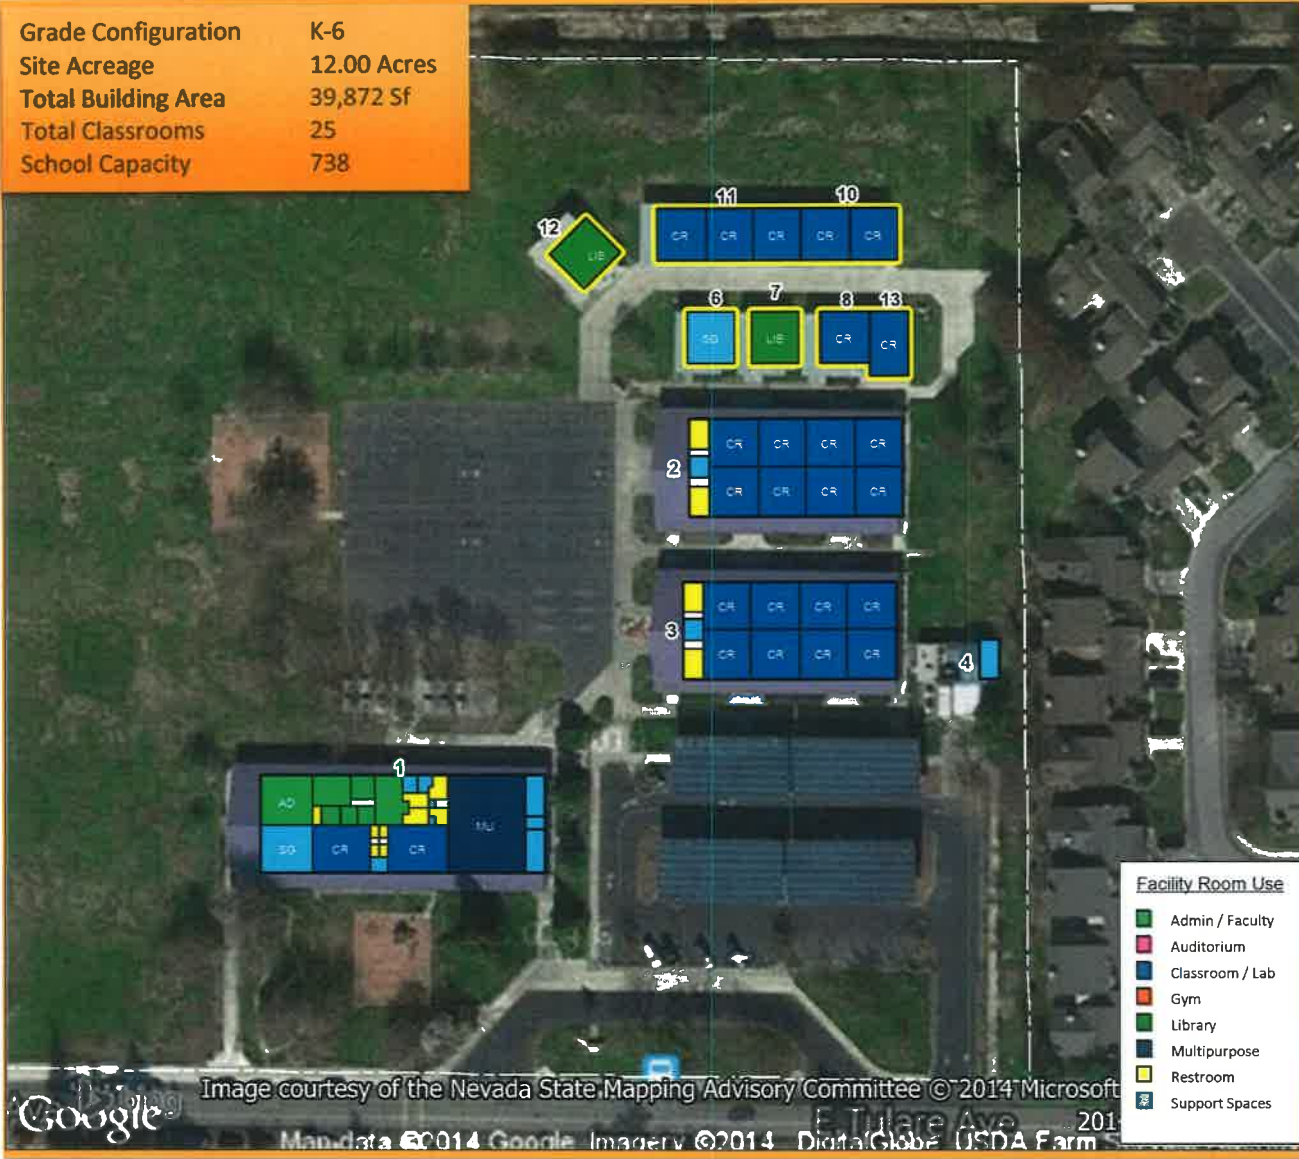 Grade Configuration K-6
Site Acreage 12.00 Acres
Total Building Area 39,872 Sf
Total Classrooms 25
School Capacity 738
11 10
12
CR CR CR CR CR
LIB
6 7 8 13
SG LIB CR CR
CR CR CR CR
2
CR CR CR CR
CR CR CR CR
3
CR CR CR CR
4
1
AD
MU
SG CR CR
Facility Room Use
Admin / Faculty
Auditorium
Classroom / Lab
Gym
Library
Multipurpose
Restroom
Support Spaces
Image courtesy of the Nevada State Mapping Advisory Committee © 2014 Microsoft
Google
E Tulare Ave 201
Map data ©2014 Google Imagery ©2014 DigitalGlobe USDA Farm